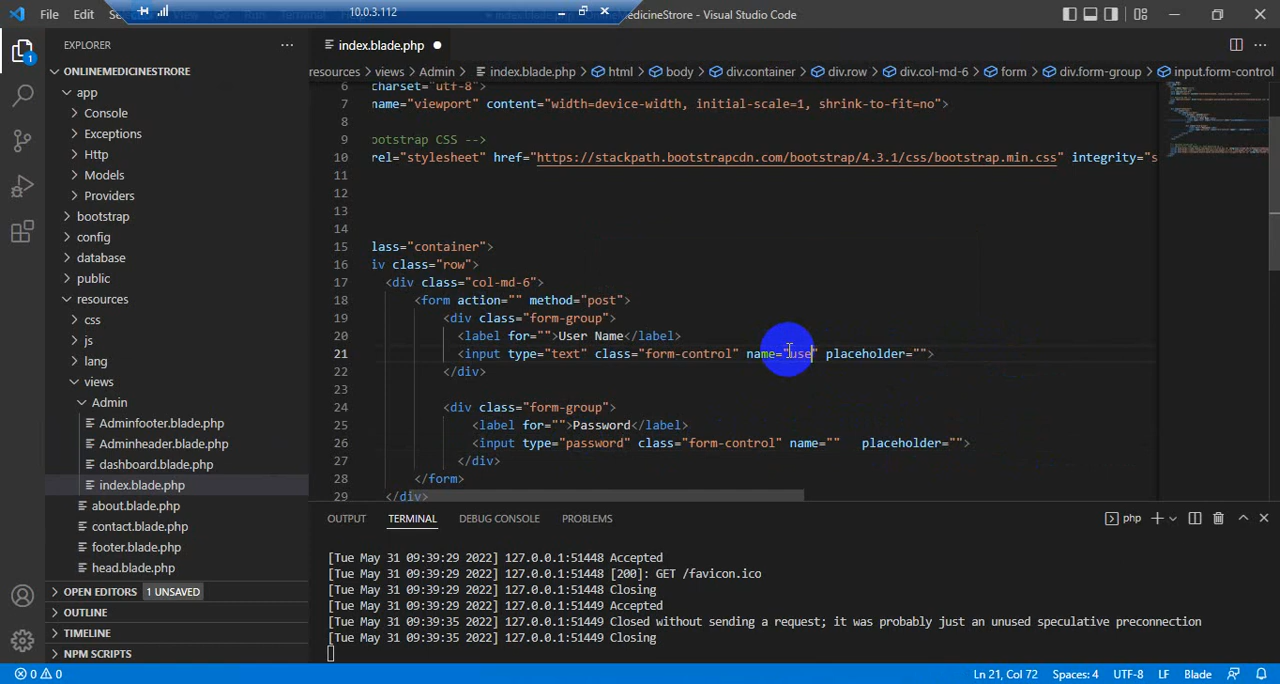 File Edit
10.0.3.112
MedicineStrore - Visual Studio Code
EXPLORER
index.blade.php
ONLINEMEDICINESTRORE
resources > views > Admin > index.blade.php > html > body > div.container > div.row > div.col-md-6 > form > div.form-group > input.form-control
app
Console
Exceptions
Http
Models
Providers
bootstrap
config
database
public
resources
css
js
lang
views
Admin
Adminfooter.blade.php
Adminheader.blade.php
dashboard.blade.php
index.blade.php
about.blade.php
contact.blade.php
footer.blade.php
head.blade.php
OPEN EDITORS 1 UNSAVED
OUTLINE
TIMELINE
NPM SCRIPTS
6 charset="utf-8">
7 name="viewport" content="width=device-width, initial-scale=1, shrink-to-fit=no">
8
9 ootstrap CSS -->
10 rel="stylesheet" href="https://stackpath.bootstrapcdn.com/bootstrap/4.3.1/css/bootstrap.min.css" integrity="s
11
12
13
14
15 lass="container">
16 iv class="row">
17 <div class="col-md-6">
18 <form action="" method="post">
19 <div class="form-group">
20 <label for="">User Name</label>
21 <input type="text" class="form-control" name="use" placeholder="">
22 </div>
23
24 <div class="form-group">
25 <label for="">Password</label>
26 <input type="password" class="form-control" name="" placeholder="">
27 </div>
28 </form>
29 </div>
OUTPUT TERMINAL DEBUG CONSOLE PROBLEMS
php
[Tue May 31 09:39:29 2022] 127.0.0.1:51448 Accepted
[Tue May 31 09:39:29 2022] 127.0.0.1:51448 [200]: GET /favicon.ico
[Tue May 31 09:39:29 2022] 127.0.0.1:51448 Closing
[Tue May 31 09:39:29 2022] 127.0.0.1:51449 Accepted
[Tue May 31 09:39:35 2022] 127.0.0.1:51449 Closed without sending a request; it was probably just an unused speculative preconnection
[Tue May 31 09:39:35 2022] 127.0.0.1:51449 Closing
0 0
Ln 21, Col 72 Spaces: 4 UTF-8 LF Blade